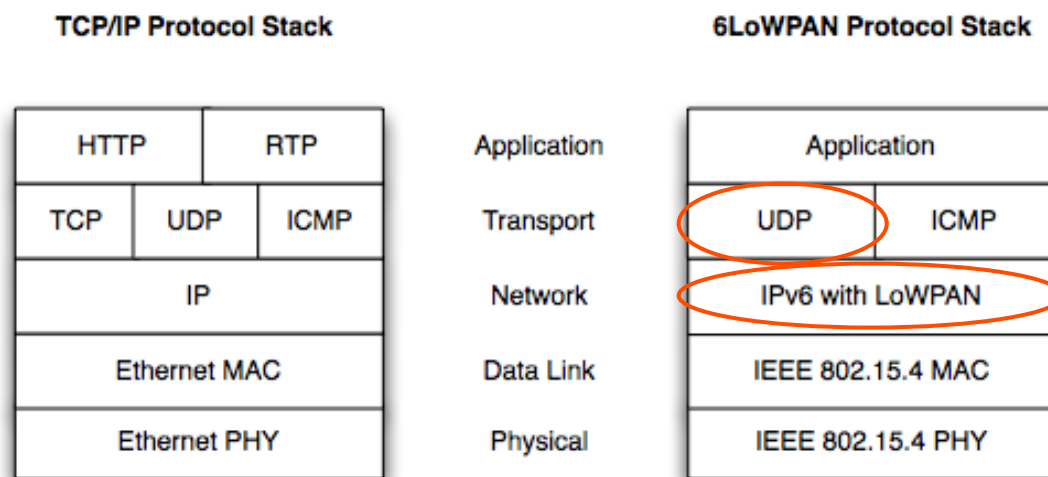 TCP/IP Protocol Stack 6LoWPAN Protocol Stack
HTTP RTP Application Application
TCP UDP ICMP Transport UDP ICMP
IP Network IPv6 with LoWPAN
Ethernet MAC Data Link IEEE 802.15.4 MAC
Ethernet PHY Physical IEEE 802.15.4 PHY